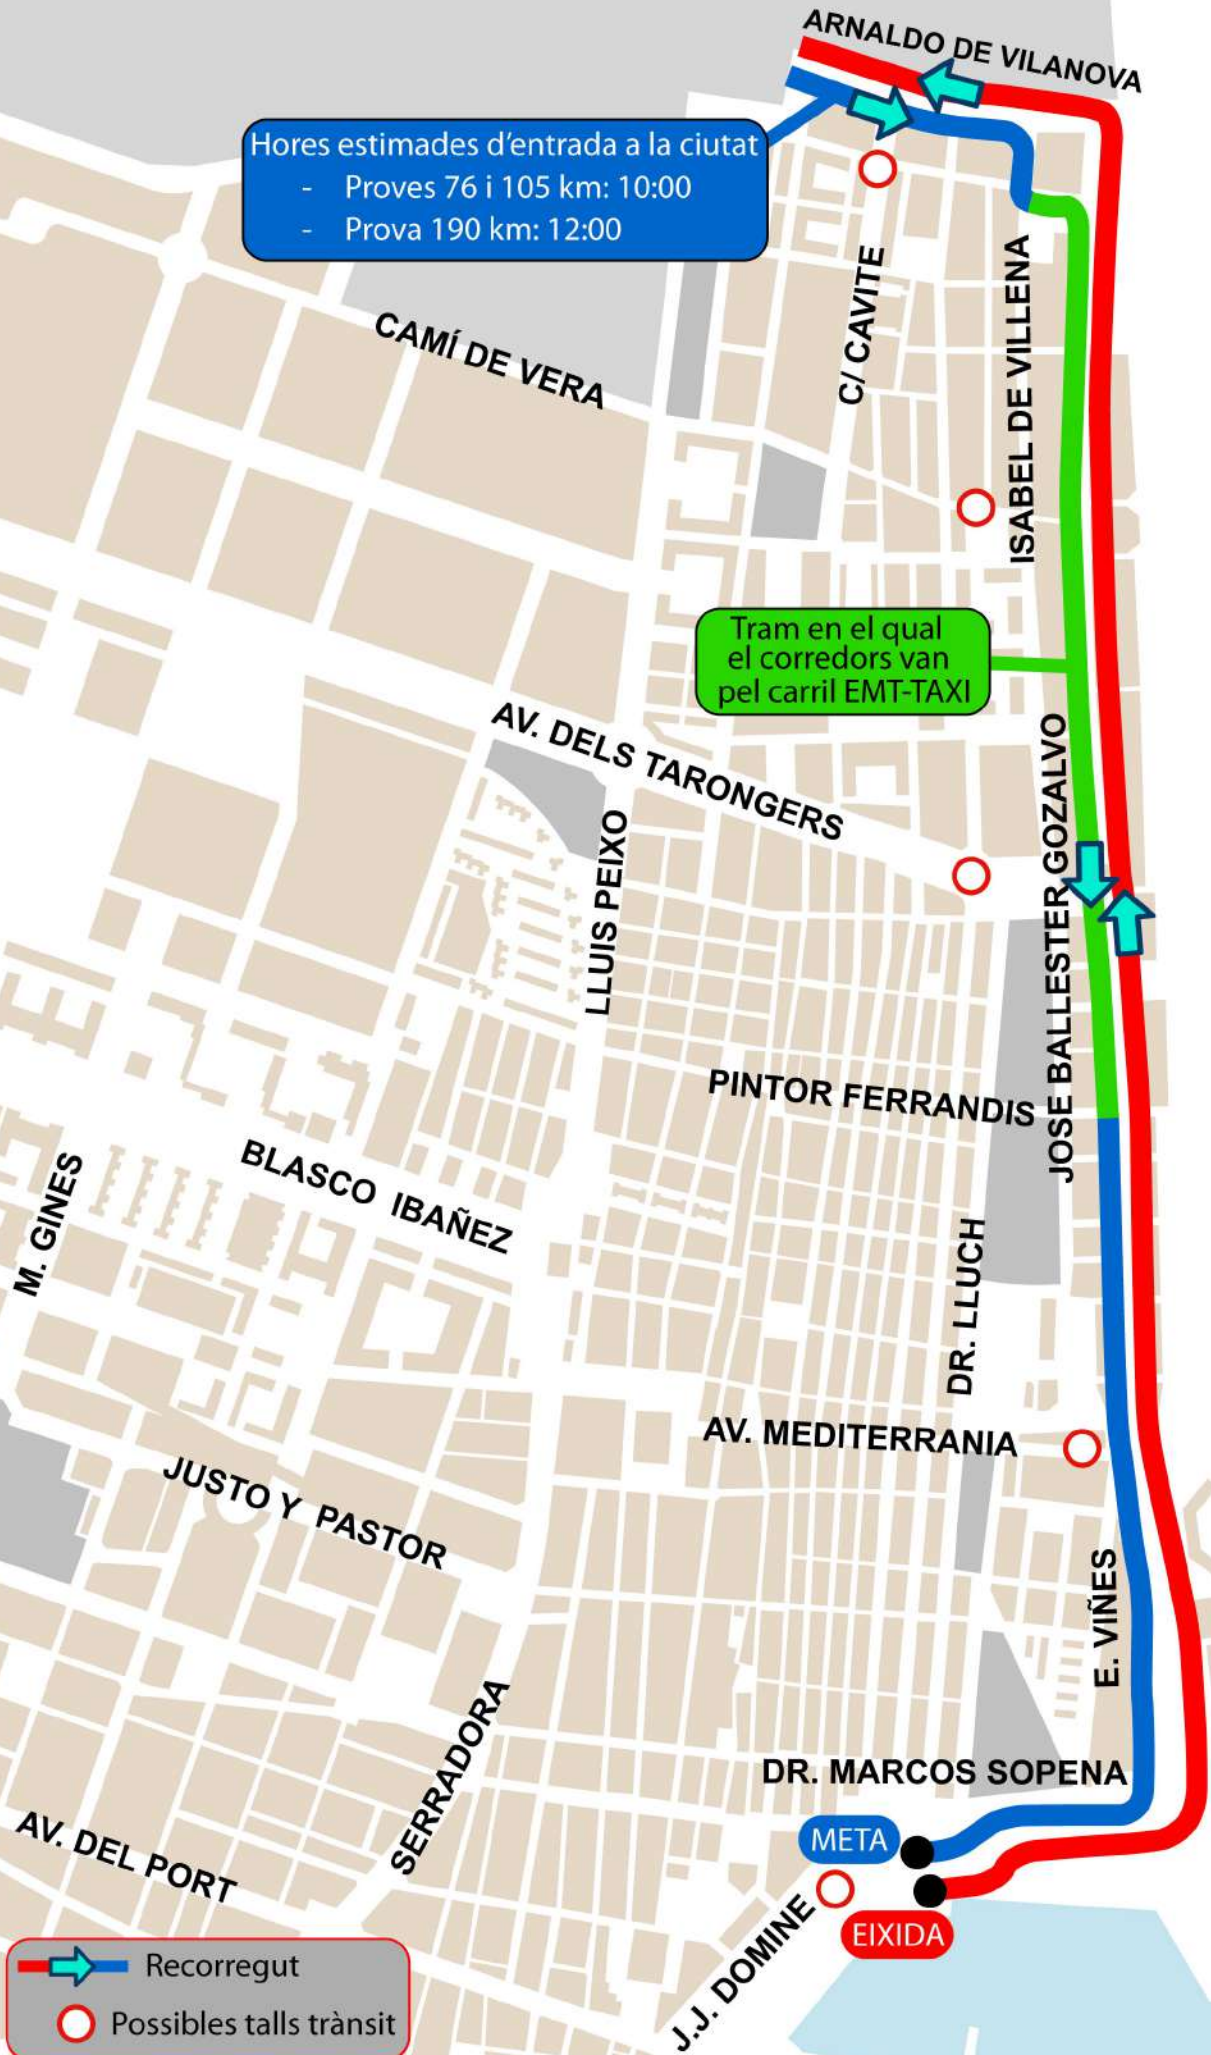 ARNALDO DE VILANOVA
Hores estimades d'entrada a la ciutat
- Proves 76 i 105 km: 10:00
- Prova 190 km: 12:00
C/ CAVITE
ISABEL DE VILLENA
CAMÍ DE VERA
Tram en el qual
el corredors van
pel carril EMT-TAXI
AV. DELS TARONGERS
JOSE BALLESTER GOZALVO
LLUIS PEIXO
PINTOR FERRANDIS
BLASCO IBAÑEZ
M. GINES
DR. LLUCH
AV. MEDITERRANIA
JUSTO Y PASTOR
E. VIÑES
SERRADORA
DR. MARCOS SOPENA
META
AV. DEL PORT
EIXIDA
J.J. DOMINE
Recorregut
Possibles talls trànsit